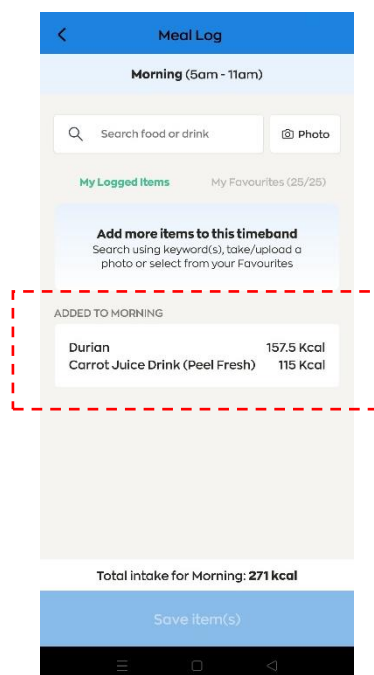 Meal Log
Morning (5am - 11am)
Search food or drink
Photo
My Logged Items
My Favourites (25/25)
Add more items to this timeband
Search using keyword(s), take/upload a
photo or select from your Favourites
ADDED TO MORNING
Durian 157.5 Kcal
Carrot Juice Drink (Peel Fresh) 115 Kcal
Total intake for Morning: 271 kcal
Save item(s)